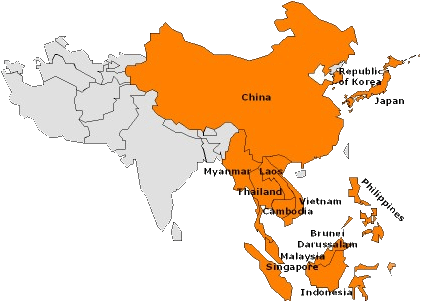 Republic
of Korea
China
Japan
Myanmar
Laos
Thailand
Philippines
Vietnam
Cambodia
Brunei
Darussalam
Malaysia
Singapore
Indonesia